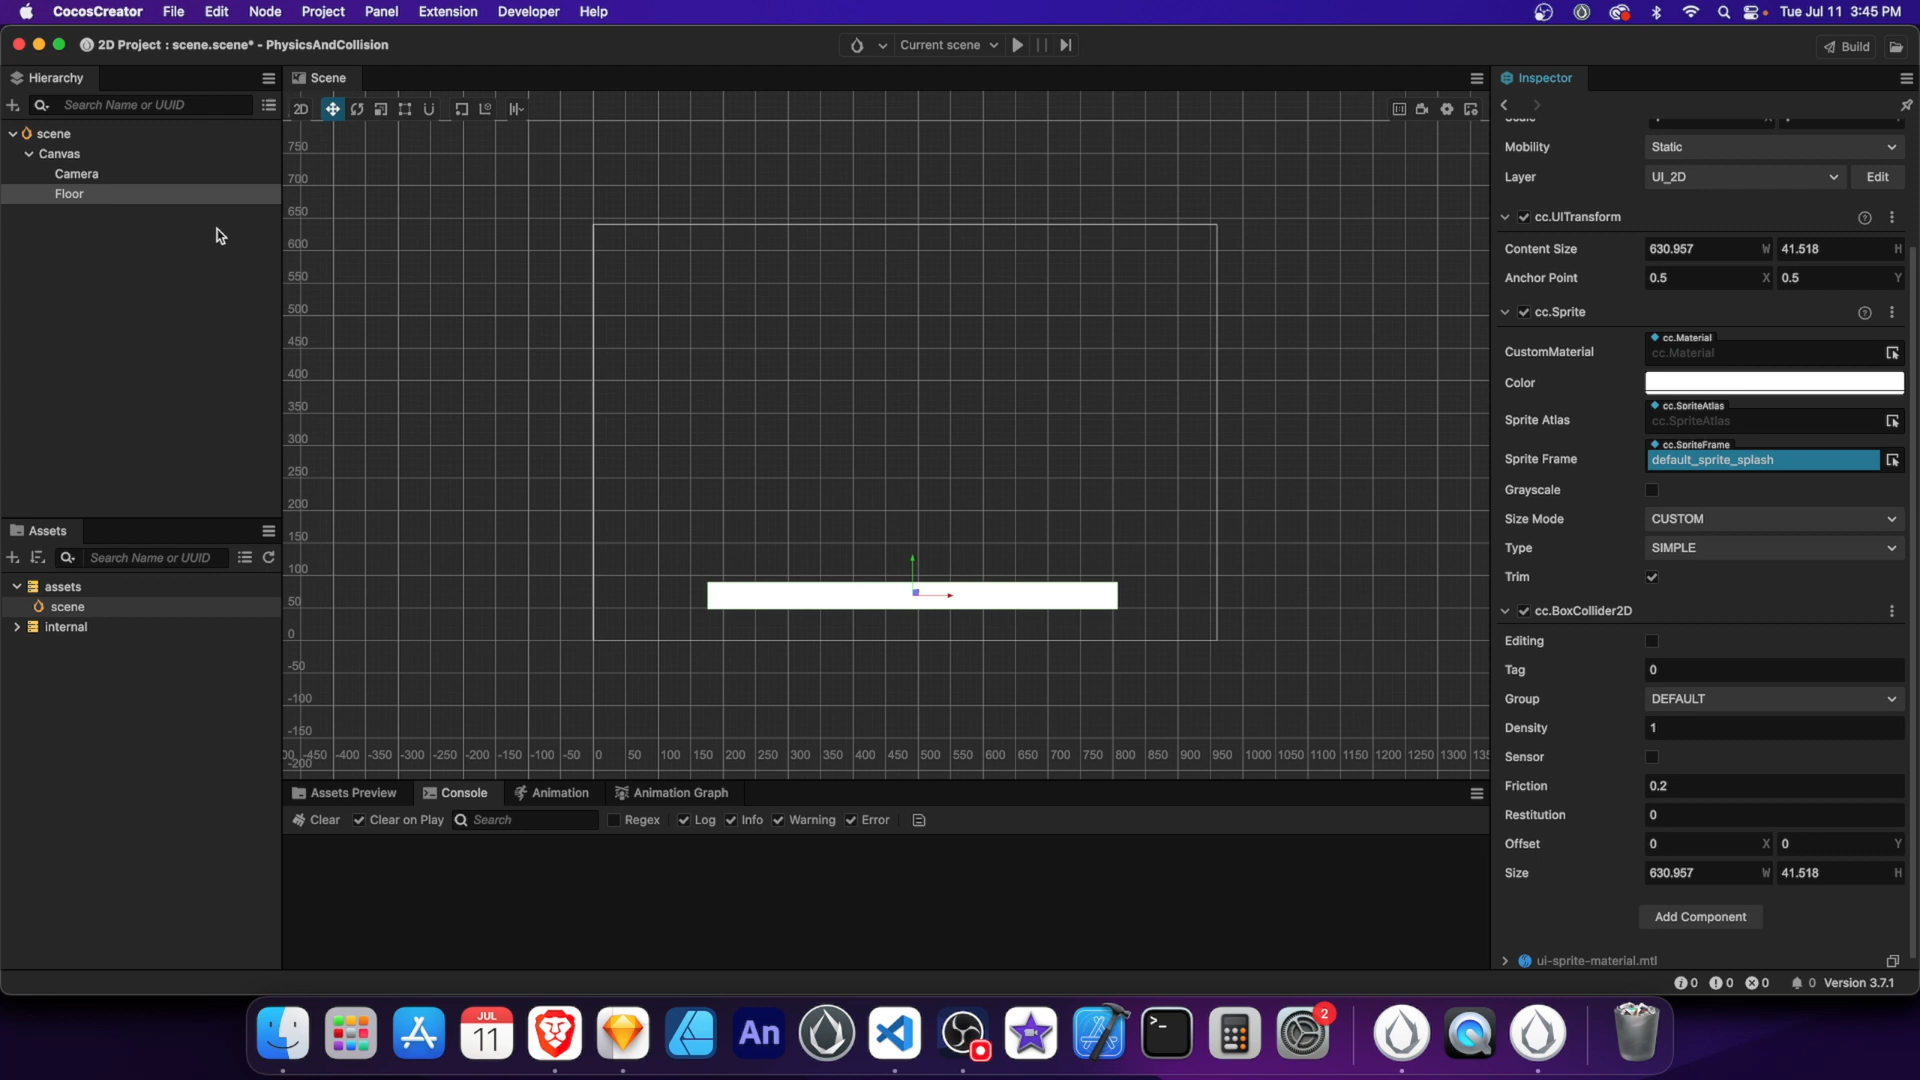 CocosCreator File Edit Node Project Panel Extension Developer Help Tue Jul 11 3:45 PM
2D Project : scene.scene* - PhysicsAndCollision Current scene Build
Hierarchy Scene Inspector
Search Name or UUID 2D
Scale
scene
Canvas
Camera
Floor
Mobility Static
Layer UI_2D Edit
cc.UITransform
Content Size 630.957 W 41.518 H
Anchor Point 0.5 X 0.5 Y
cc.Sprite
CustomMaterial cc.Material
cc.Material
Color
Sprite Atlas cc.SpriteAtlas
cc.SpriteAtlas
Sprite Frame cc.SpriteFrame
default_sprite_splash
Grayscale
Size Mode CUSTOM
Type SIMPLE
Trim
cc.BoxCollider2D
Editing
Tag 0
Group DEFAULT
Density 1
Sensor
Friction 0.2
Restitution 0
Offset 0 X 0 Y
Size 630.957 W 41.518 H
Add Component
ui-sprite-material.mtl
750
700
650
600
550
500
450
400
350
300
250
200
150
100
50
0
-50
-100
-150
-200
-450 -400 -350 -300 -250 -200 -150 -100 -50 0 50 100 150 200 250 300 350 400 450 500 550 600 650 700 750 800 850 900 950 1000 1050 1100 1150 1200 1250 1300
Assets
Search Name or UUID
assets
scene
internal
Assets Preview Console Animation Animation Graph
Clear Clear on Play Search Regex Log Info Warning Error
0 0 0 0 Version 3.7.1
JUL
11
An
2